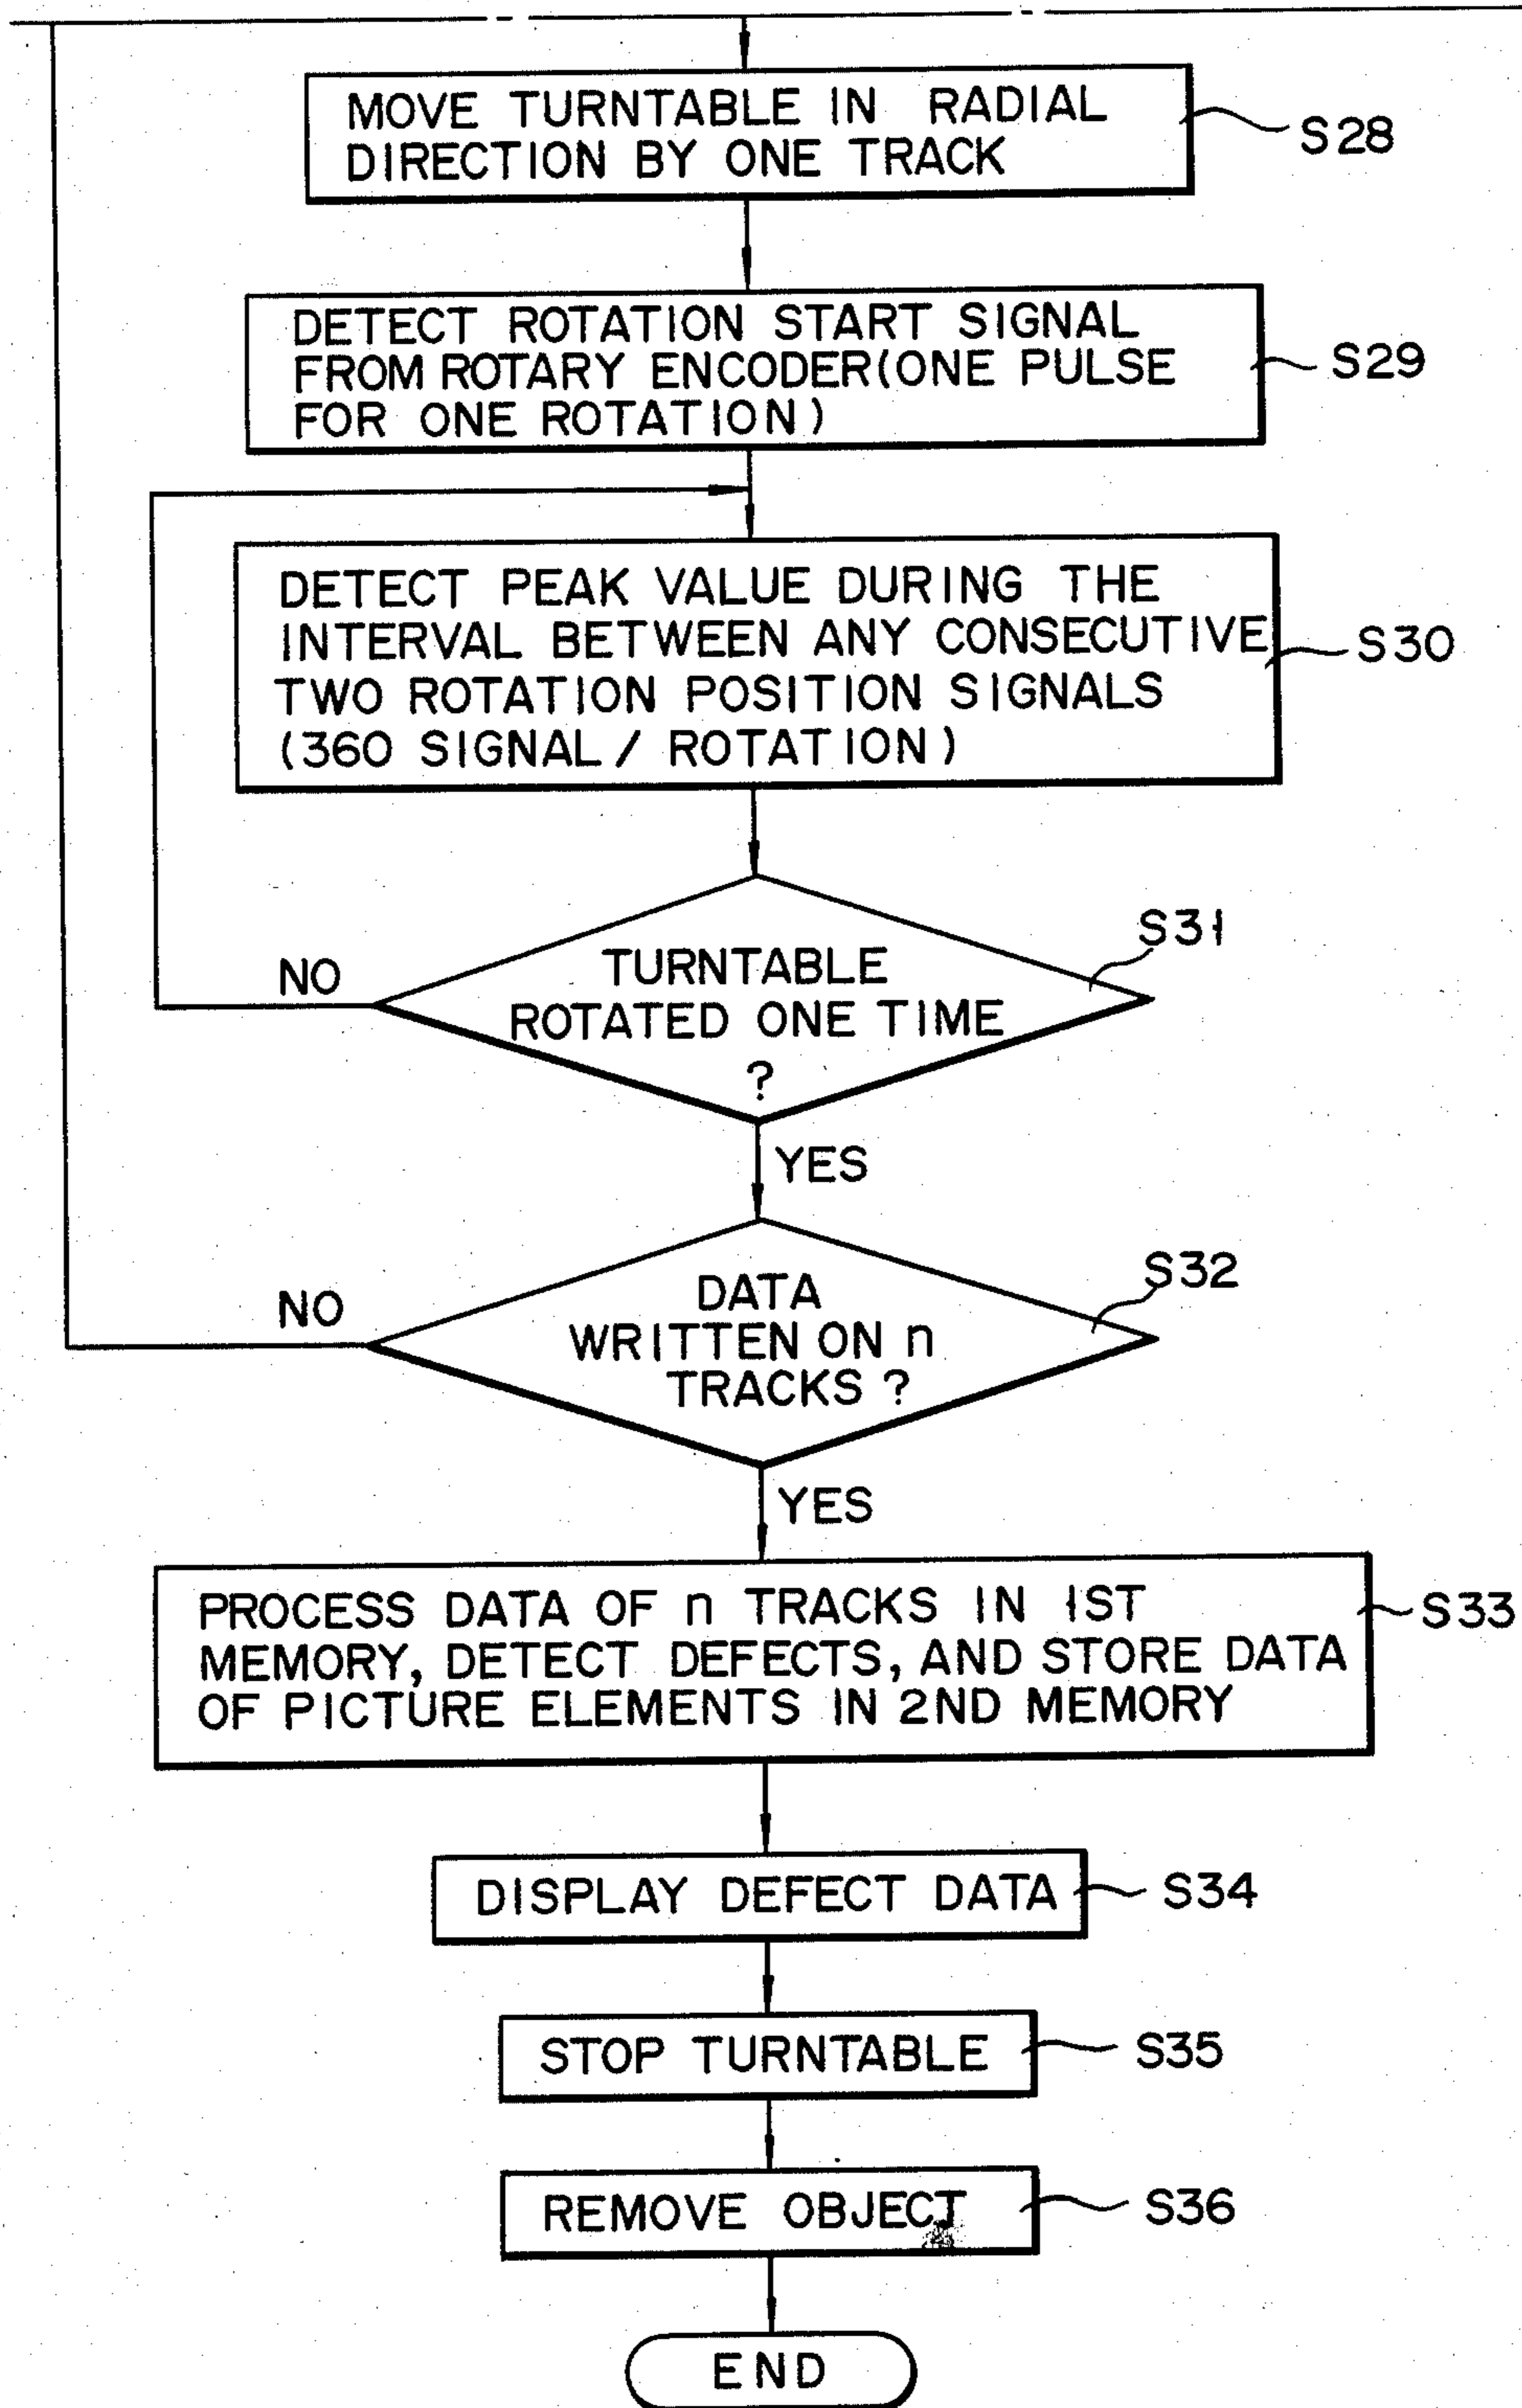 MOVE TURNTABLE IN RADIAL
DIRECTION BY ONE TRACK
S28
DETECT ROTATION START SIGNAL
FROM ROTARY ENCODER(ONE PULSE
FOR ONE ROTATION)
S29
DETECT PEAK VALUE DURING THE
INTERVAL BETWEEN ANY CONSECUTIVE
TWO ROTATION POSITION SIGNALS
(360 SIGNAL / ROTATION)
S30
S31
NO
TURNTABLE
ROTATED ONE TIME
?
YES
S32
NO
DATA
WRITTEN ON n
TRACKS ?
YES
PROCESS DATA OF n TRACKS IN 1ST
MEMORY, DETECT DEFECTS, AND STORE DATA
OF PICTURE ELEMENTS IN 2ND MEMORY
S33
DISPLAY DEFECT DATA
S34
STOP TURNTABLE
S35
REMOVE OBJECT
S36
END